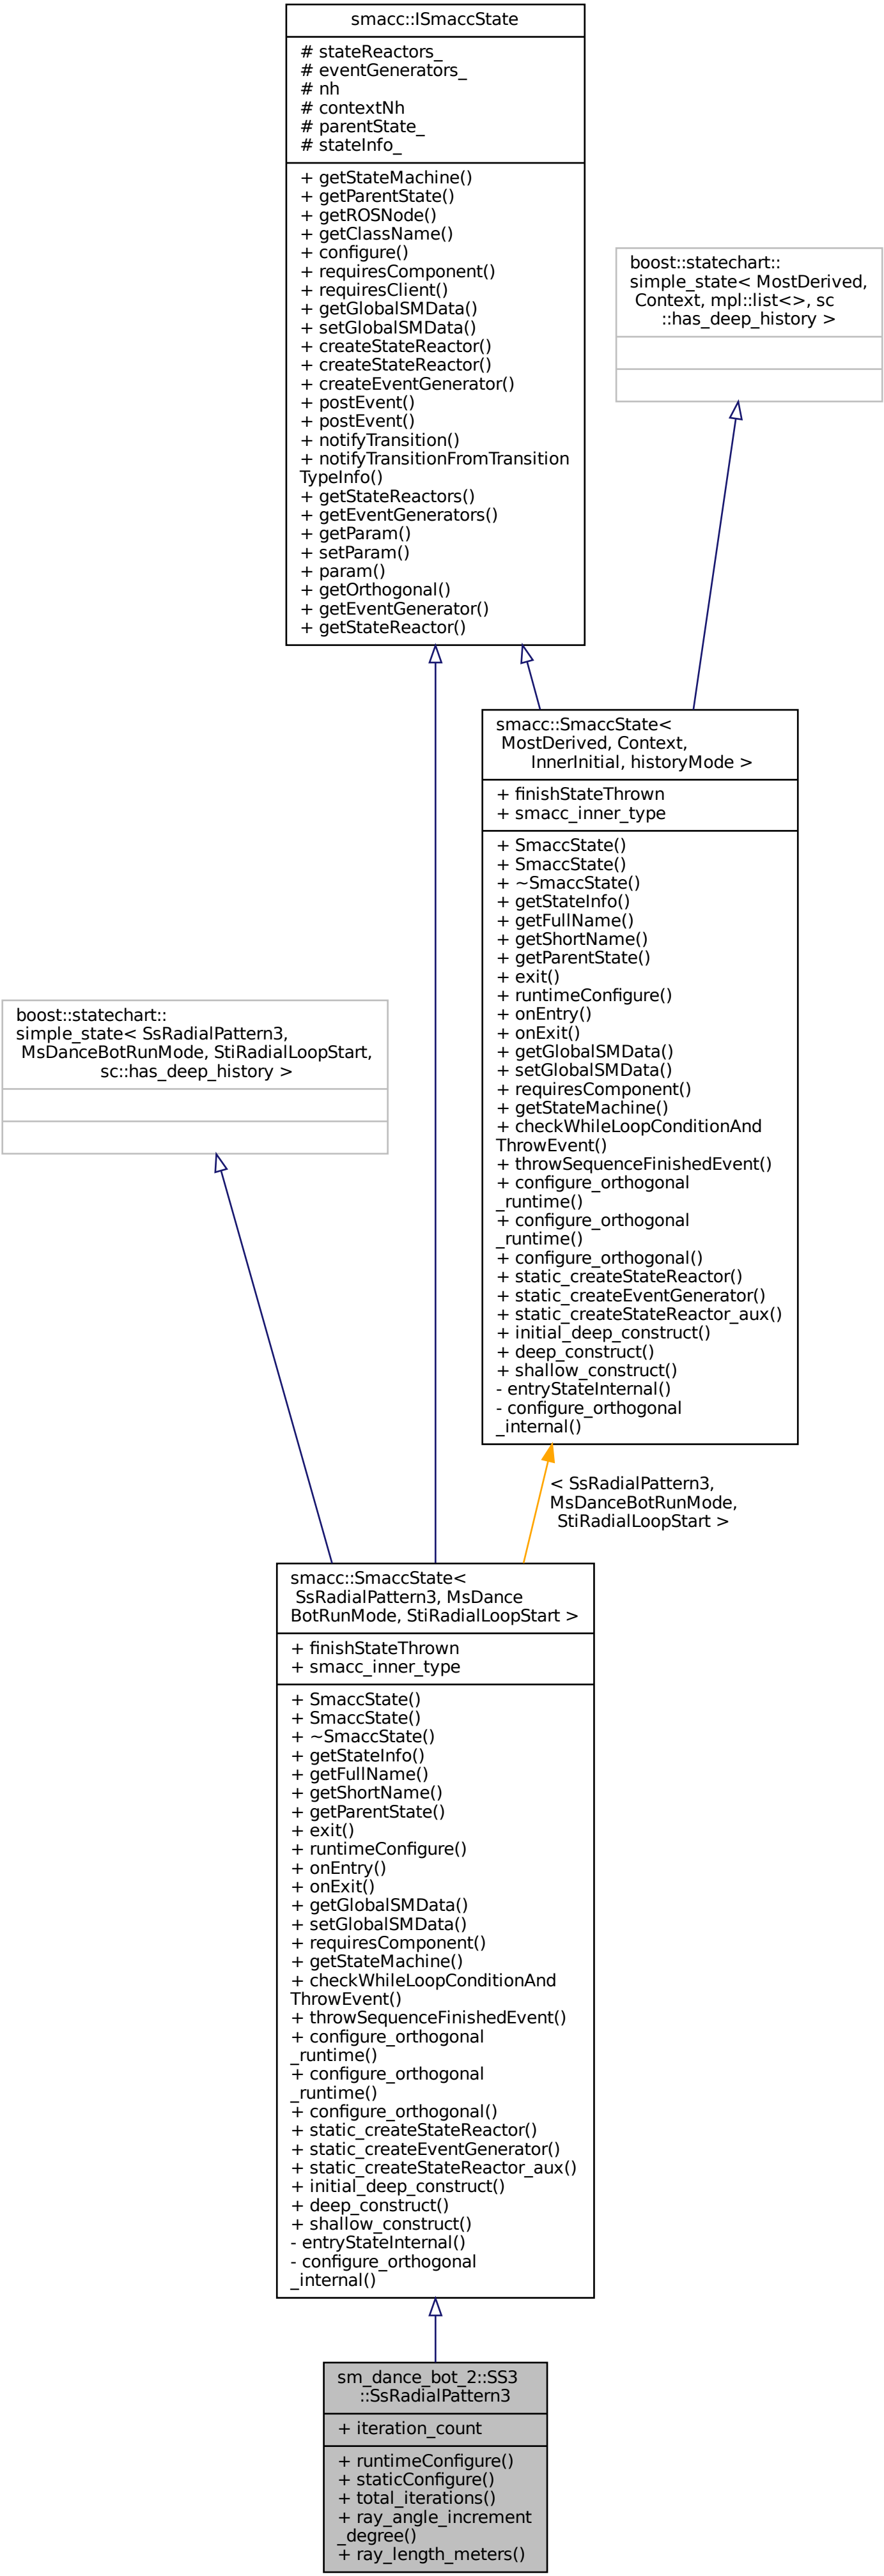 smacc::ISmaccState
# stateReactors_
# eventGenerators_
# nh
# contextNh
# parentState_
# stateInfo_
+ getStateMachine()
+ getParentState()
+ getROSNode()
+ getClassName()
+ configure()
+ requiresComponent()
+ requiresClient()
+ getGlobalSMData()
+ setGlobalSMData()
+ createStateReactor()
+ createStateReactor()
+ createEventGenerator()
+ postEvent()
+ postEvent()
+ notifyTransition()
+ notifyTransitionFromTransition
TypeInfo()
+ getStateReactors()
+ getEventGenerators()
+ getParam()
+ setParam()
+ param()
+ getOrthogonal()
+ getEventGenerator()
+ getStateReactor()
boost::statechart::
simple_state< MostDerived,
Context, mpl::list<>, sc
::has_deep_history >
smacc::SmaccState<
MostDerived, Context,
InnerInitial, historyMode >
+ finishStateThrown
+ smacc_inner_type
+ SmaccState()
+ SmaccState()
+ ~SmaccState()
+ getStateInfo()
+ getFullName()
+ getShortName()
+ getParentState()
+ exit()
+ runtimeConfigure()
+ onEntry()
+ onExit()
+ getGlobalSMData()
+ setGlobalSMData()
+ requiresComponent()
+ getStateMachine()
+ checkWhileLoopConditionAnd
ThrowEvent()
+ throwSequenceFinishedEvent()
+ configure_orthogonal
_runtime()
+ configure_orthogonal
_runtime()
+ configure_orthogonal()
+ static_createStateReactor()
+ static_createEventGenerator()
+ static_createStateReactor_aux()
+ initial_deep_construct()
+ deep_construct()
+ shallow_construct()
- entryStateInternal()
- configure_orthogonal
_internal()
boost::statechart::
simple_state< SsRadialPattern3,
MsDanceBotRunMode, StiRadialLoopStart,
sc::has_deep_history >
< SsRadialPattern3,
MsDanceBotRunMode,
StiRadialLoopStart >
smacc::SmaccState<
SsRadialPattern3, MsDance
BotRunMode, StiRadialLoopStart >
+ finishStateThrown
+ smacc_inner_type
+ SmaccState()
+ SmaccState()
+ ~SmaccState()
+ getStateInfo()
+ getFullName()
+ getShortName()
+ getParentState()
+ exit()
+ runtimeConfigure()
+ onEntry()
+ onExit()
+ getGlobalSMData()
+ setGlobalSMData()
+ requiresComponent()
+ getStateMachine()
+ checkWhileLoopConditionAnd
ThrowEvent()
+ throwSequenceFinishedEvent()
+ configure_orthogonal
_runtime()
+ configure_orthogonal
_runtime()
+ configure_orthogonal()
+ static_createStateReactor()
+ static_createEventGenerator()
+ static_createStateReactor_aux()
+ initial_deep_construct()
+ deep_construct()
+ shallow_construct()
- entryStateInternal()
- configure_orthogonal
_internal()
sm_dance_bot_2::SS3
::SsRadialPattern3
+ iteration_count
+ runtimeConfigure()
+ staticConfigure()
+ total_iterations()
+ ray_angle_increment
_degree()
+ ray_length_meters()